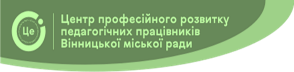 Це
Центр професійного розвитку
педагогічних працівників
Вінницької міської ради